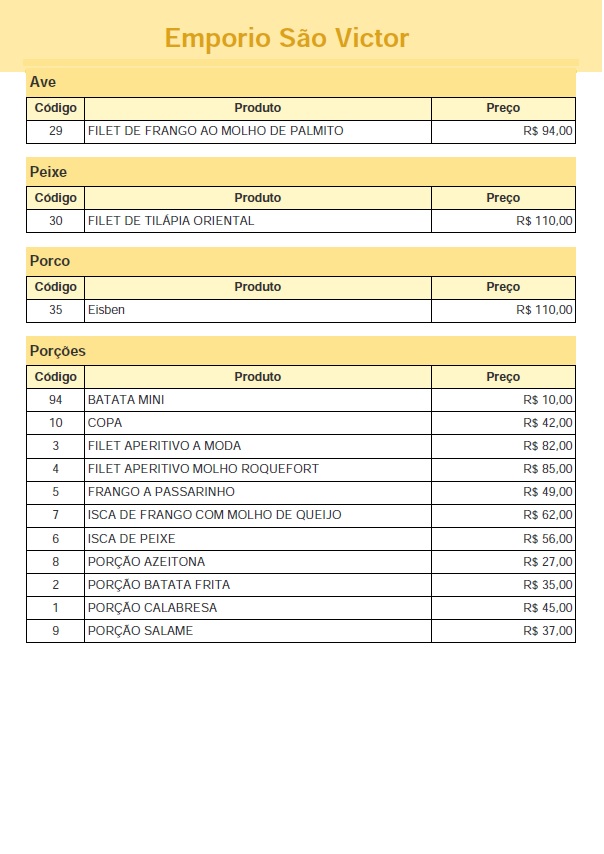 Emporio São Victor
Ave
Código Produto Preço
29 FILET DE FRANGO AO MOLHO DE PALMITO R$ 94,00
Peixe
Código Produto Preço
30 FILET DE TILÁPIA ORIENTAL R$ 110,00
Porco
Código Produto Preço
35 Eisben R$ 110,00
Porções
Código Produto Preço
94 BATATA MINI R$ 10,00
10 COPA R$ 42,00
3 FILET APERITIVO A MODA R$ 82,00
4 FILET APERITIVO MOLHO ROQUEFORT R$ 85,00
5 FRANGO A PASSARINHO R$ 49,00
7 ISCA DE FRANGO COM MOLHO DE QUEIJO R$ 62,00
6 ISCA DE PEIXE R$ 56,00
8 PORÇÃO AZEITONA R$ 27,00
2 PORÇÃO BATATA FRITA R$ 35,00
1 PORÇÃO CALABRESA R$ 45,00
9 PORÇÃO SALAME R$ 37,00